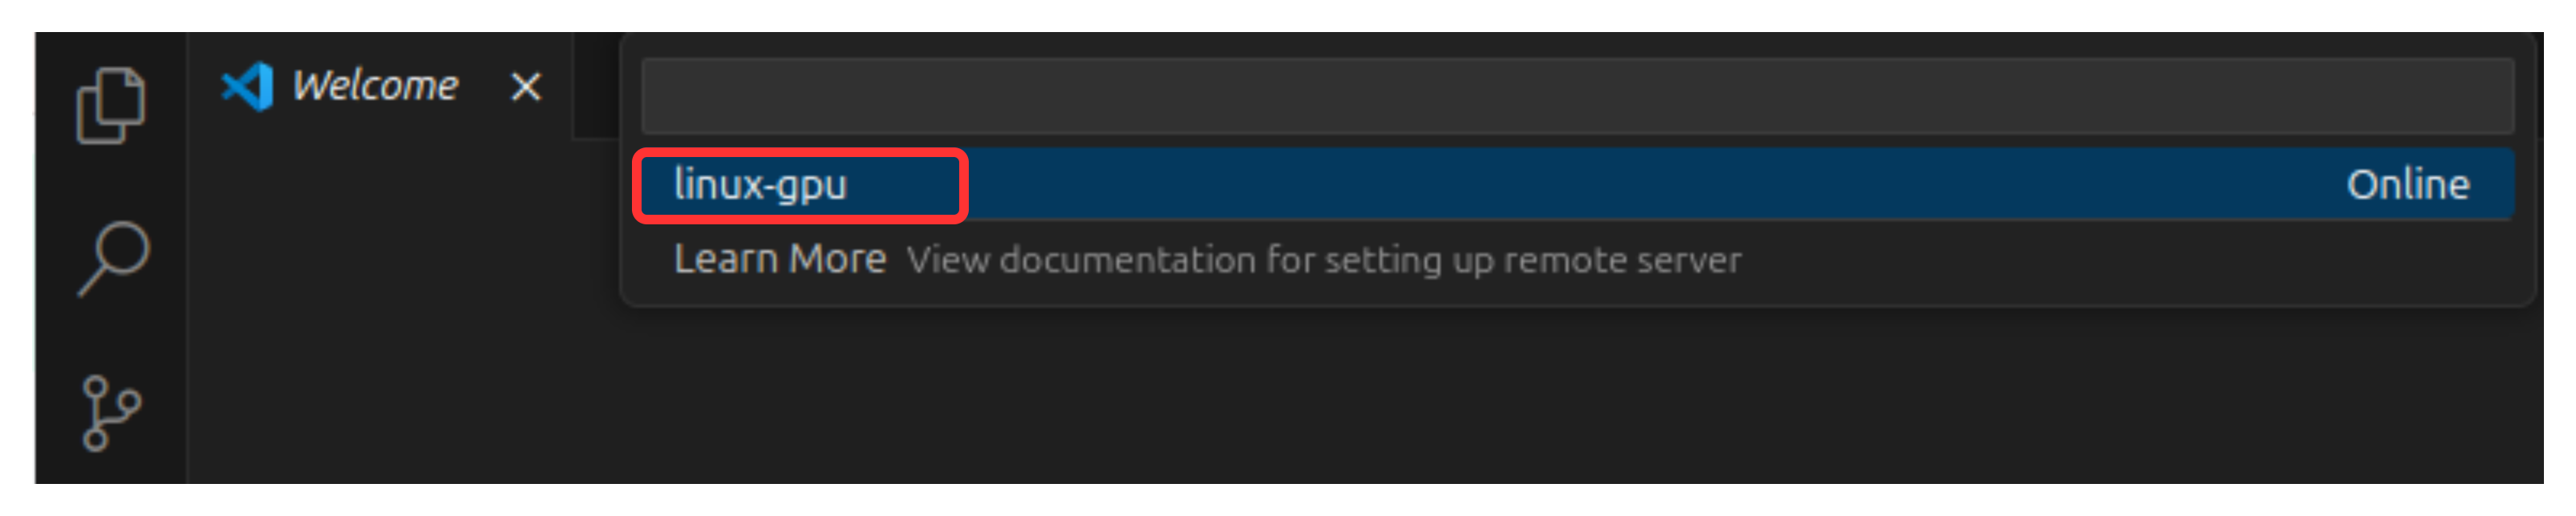 Welcome
linux-gpu Online
Learn More View documentation for setting up remote server